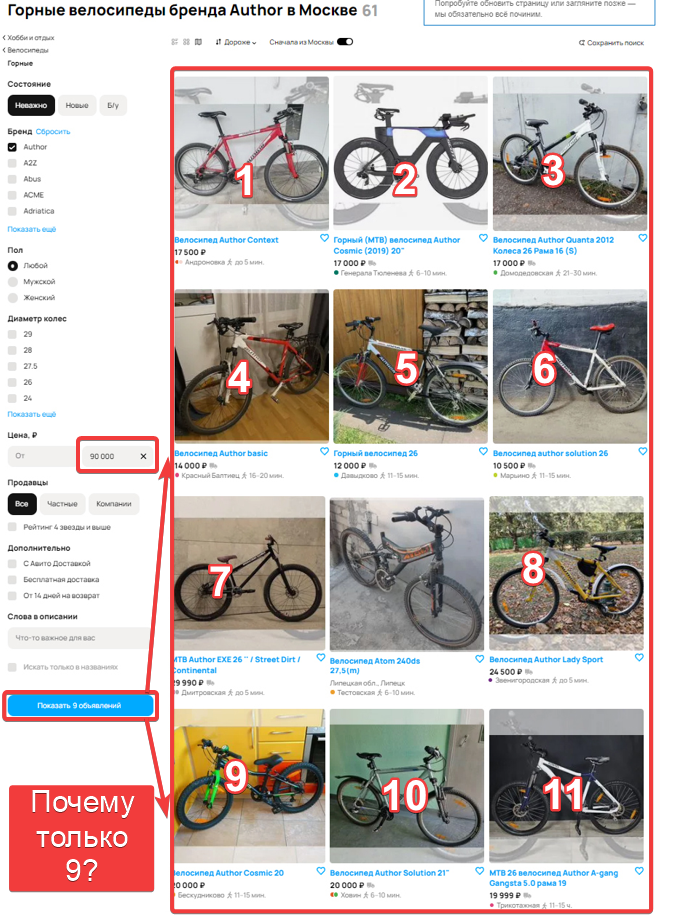 Горные велосипеды бренда Author в Москве 61
Попробуйте обновить страницу или загляните позже —
мы обязательно всё починим.
Хобби и отдых
Велосипеды
Горные
Дороже
Сначала из Москвы
Сохранить поиск
Состояние
Неважно
Новые
Б/у
Бренд Сбросить
Author
A2Z
Abus
ACME
Adriatica
Показать ещё
Пол
Любой
Мужской
Женский
Диаметр колес
29
28
27.5
26
24
Показать ещё
Цена, ₽
От
90 000
Продавцы
Все
Частные
Компании
Рейтинг 4 звезды и выше
Дополнительно
С Авито Доставкой
Бесплатная доставка
От 14 дней на возврат
Слова в описании
Что-то важное для вас
Искать только в названиях
Показать 9 объявлений
Почему
только
9?
1
Велосипед Author Context
17 500 ₽
Андроновка до 5 мин.
2
Горный (MTB) велосипед Author
Cosmic (2019) 20"
17 000 ₽
Генерала Тюленева 6–10 мин.
3
Велосипед Author Quanta 2012
Колеса 26 Рама 16 (S)
17 000 ₽
Домодедовская 21–30 мин.
4
Велосипед Author basic
14 000 ₽
Красный Балтиец 16–20 мин.
5
Горный велосипед 26
12 000 ₽
Давыдково 11–15 мин.
6
Велосипед author solution 26
10 500 ₽
Марьино 11–15 мин.
7
MTB Author EXE 26 '' / Street Dirt /
Continental
29 990 ₽
Дмитровская до 5 мин.
Велосипед Atom 240ds
27,5(m)
Липецкая обл., Липецк
Тестовская 6–10 мин.
8
Велосипед Author Lady Sport
24 500 ₽
Звенигородская до 5 мин.
9
Велосипед Author Cosmic 20
20 000 ₽
Бескудниково 11–15 мин.
10
Велосипед Author Solution 21"
20 000 ₽
Ховин 6–10 мин.
11
MTB 26 велосипед Author A-gang
Gangsta 5.0 рама 19
19 999 ₽
Трикотажная 11–15 ч.